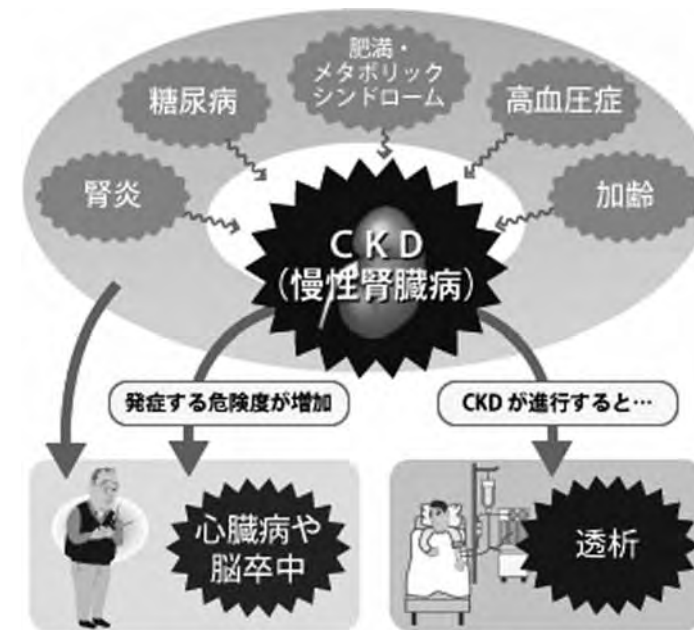 肥満・
メタボリック
シンドローム
糖尿病
高血圧症
腎炎
加齢
CKD
(慢性腎臓病)
発症する危険度が増加
CKDが進行すると…
心臓病や
脳卒中
透析